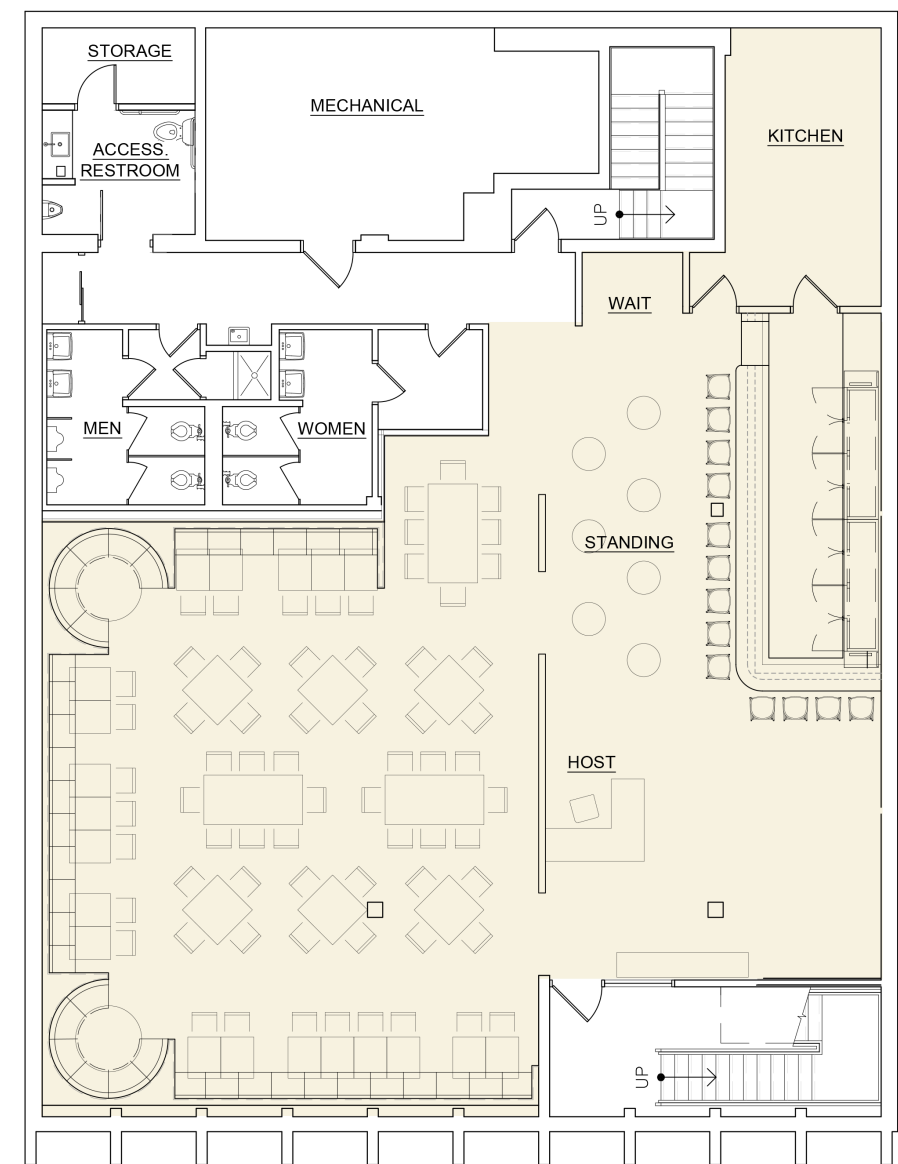 STORAGE
MECHANICAL
KITCHEN
ACCESS.
RESTROOM
UP
WAIT
MEN
WOMEN
STANDING
HOST
UP